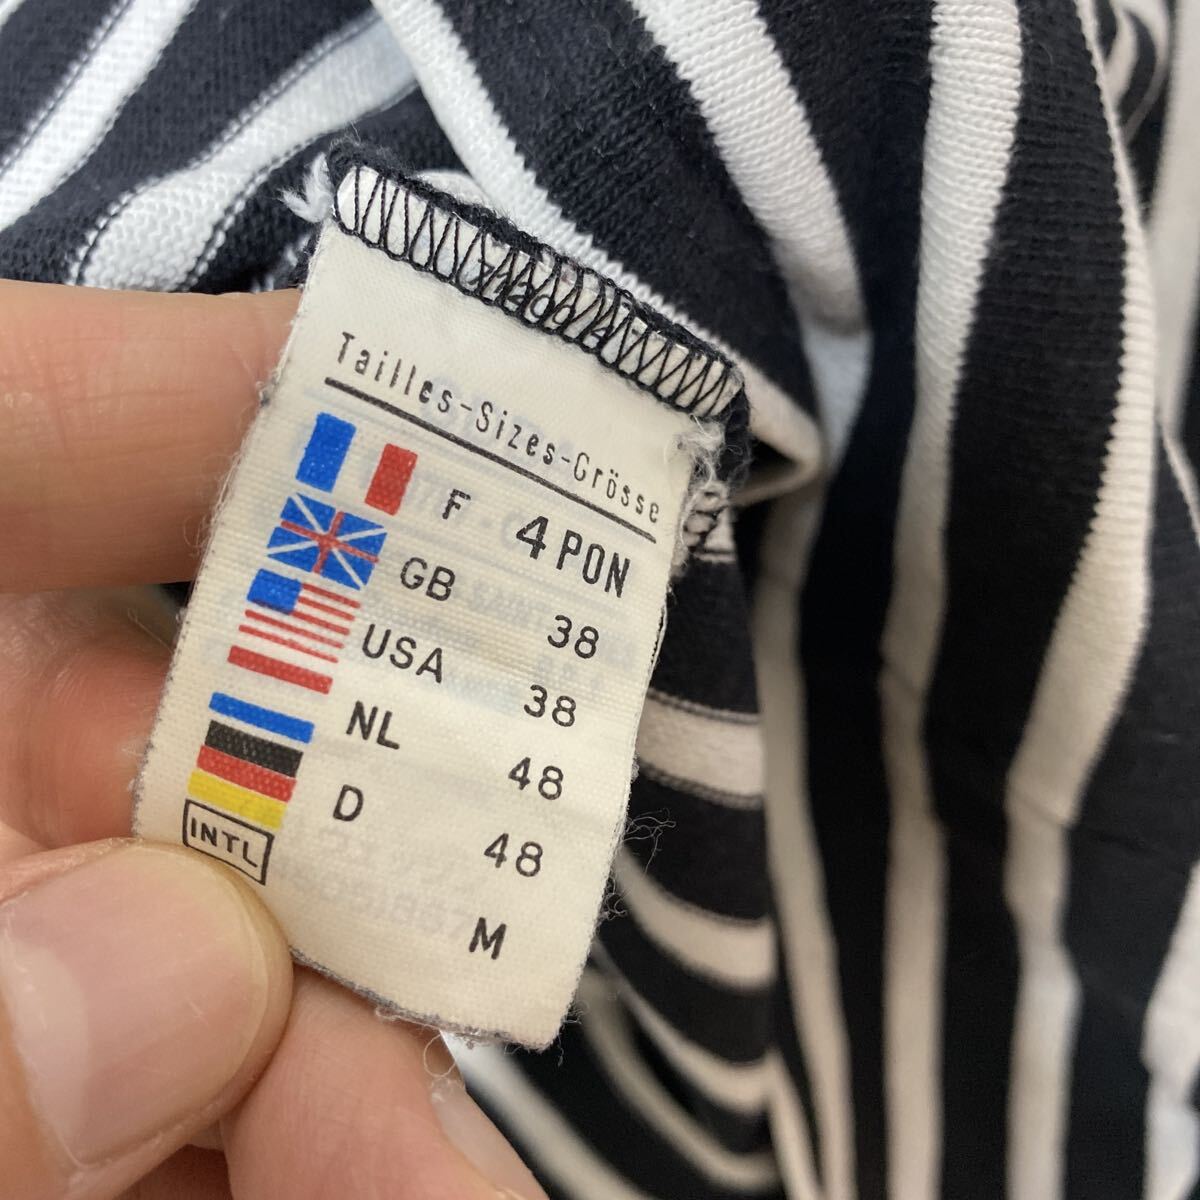 Tailles-Sizes-Grösse
F 4 PON
GB 38
USA 38
NL 48
D 48
INTL M